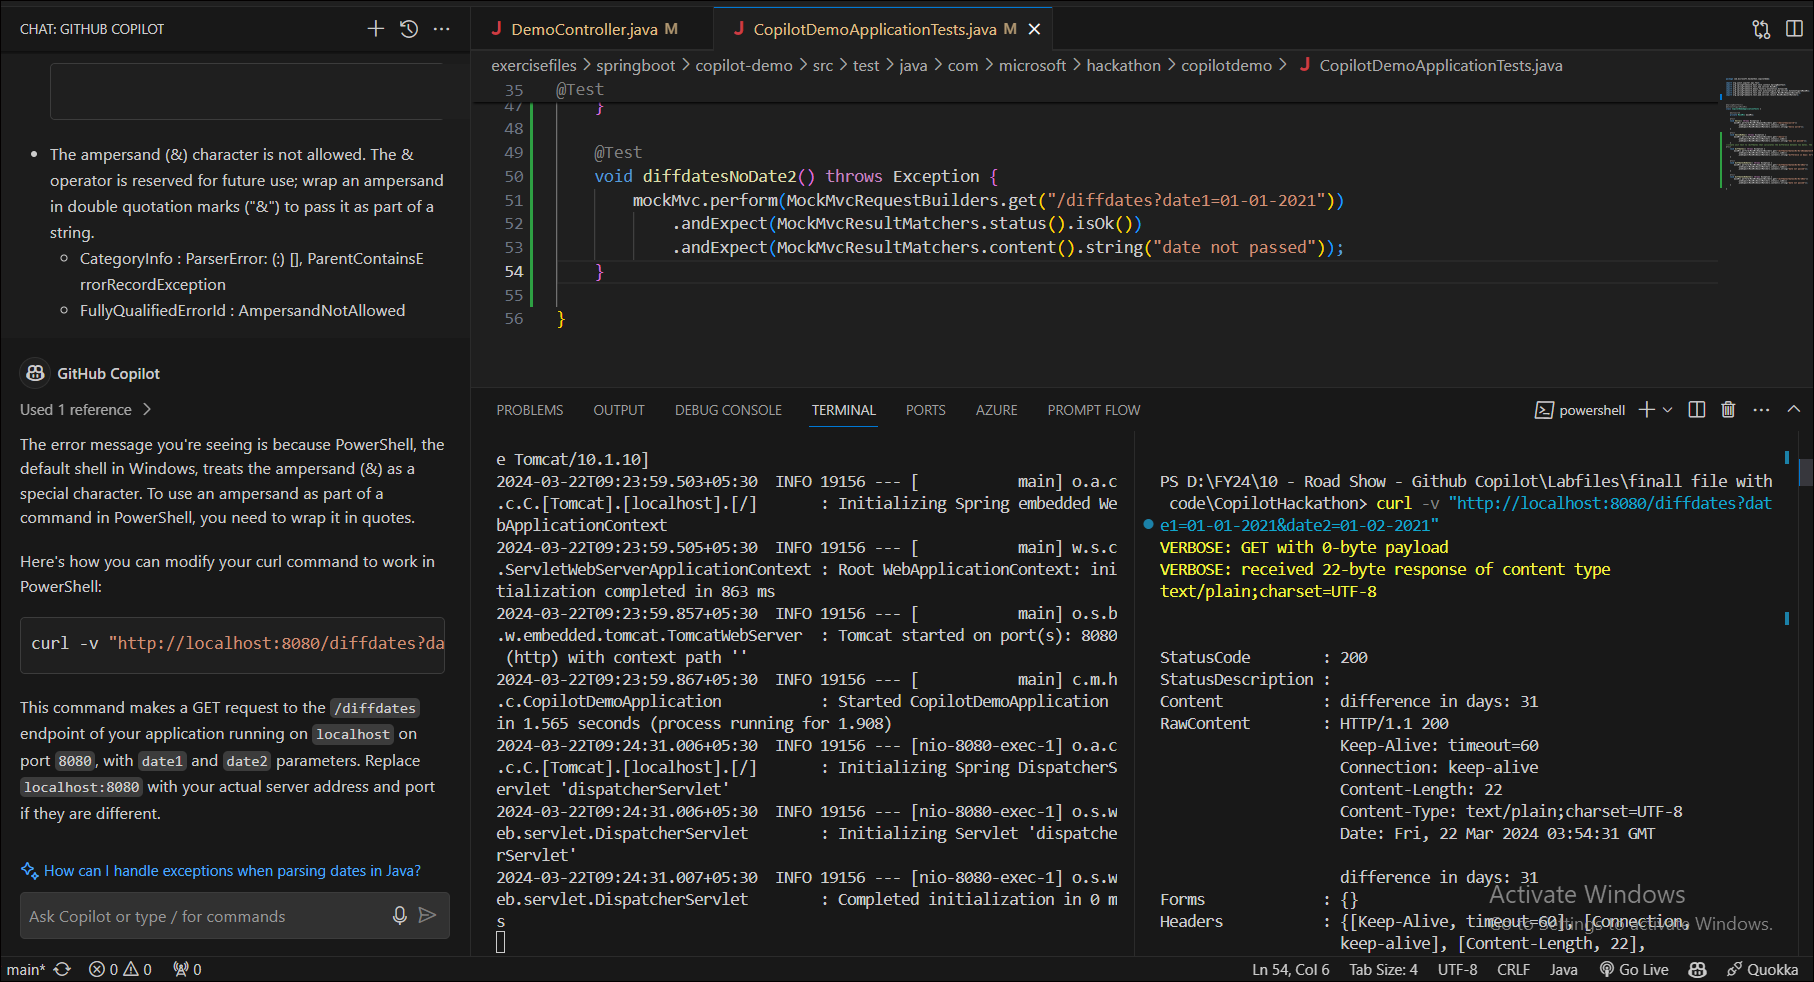 CHAT: GITHUB COPILOT
The ampersand (&) character is not allowed. The &
operator is reserved for future use; wrap an ampersand
in double quotation marks ("&") to pass it as part of a
string.
CategoryInfo : ParserError: (:) [], ParentContainsE
rrorRecordException
FullyQualifiedErrorId : AmpersandNotAllowed
GitHub Copilot
Used 1 reference
The error message you're seeing is because PowerShell, the
default shell in Windows, treats the ampersand (&) as a
special character. To use an ampersand as part of a
command in PowerShell, you need to wrap it in quotes.
Here's how you can modify your curl command to work in
PowerShell:
curl -v "http://localhost:8080/diffdates?da
This command makes a GET request to the /diffdates
endpoint of your application running on localhost on
port 8080, with date1 and date2 parameters. Replace
localhost:8080 with your actual server address and port
if they are different.
How can I handle exceptions when parsing dates in Java?
Ask Copilot or type / for commands
DemoController.java M
CopilotDemoApplicationTests.java M
exercisefiles > springboot > copilot-demo > src > test > java > com > microsoft > hackathon > copilotdemo > J CopilotDemoApplicationTests.java
35 @Test
47 }
48
49 @Test
50 void diffdatesNoDate2() throws Exception {
51 mockMvc.perform(MockMvcRequestBuilders.get("/diffdates?date1=01-01-2021"))
52 .andExpect(MockMvcResultMatchers.status().isOk())
53 .andExpect(MockMvcResultMatchers.content().string("date not passed"));
54 }
55
56 }
PROBLEMS OUTPUT DEBUG CONSOLE TERMINAL PORTS AZURE PROMPT FLOW
powershell
e Tomcat/10.1.10]
2024-03-22T09:23:59.503+05:30  INFO 19156 --- [           main] o.a.c
.c.C.[Tomcat].[localhost].[/]       : Initializing Spring embedded We
bApplicationContext
2024-03-22T09:23:59.505+05:30  INFO 19156 --- [           main] w.s.c
.ServletWebServerApplicationContext : Root WebApplicationContext: ini
tialization completed in 863 ms
2024-03-22T09:23:59.857+05:30  INFO 19156 --- [           main] o.s.b
.w.embedded.tomcat.TomcatWebServer  : Tomcat started on port(s): 8080
(http) with context path ''
2024-03-22T09:23:59.867+05:30  INFO 19156 --- [           main] c.m.h
.c.CopilotDemoApplication           : Started CopilotDemoApplication
in 1.565 seconds (process running for 1.908)
2024-03-22T09:24:31.006+05:30  INFO 19156 --- [nio-8080-exec-1] o.a.c
.c.C.[Tomcat].[localhost].[/]       : Initializing Spring DispatcherS
ervlet 'dispatcherServlet'
2024-03-22T09:24:31.006+05:30  INFO 19156 --- [nio-8080-exec-1] o.s.w
eb.servlet.DispatcherServlet        : Initializing Servlet 'dispatche
rServlet'
2024-03-22T09:24:31.007+05:30  INFO 19156 --- [nio-8080-exec-1] o.s.w
eb.servlet.DispatcherServlet        : Completed initialization in 0 m
s
PS D:\FY24\10 - Road Show - Github Copilot\Labfiles\finall file with
code\CopilotHackathon> curl -v "http://localhost:8080/diffdates?dat
e1=01-01-2021&date2=01-02-2021"
VERBOSE: GET with 0-byte payload
VERBOSE: received 22-byte response of content type
text/plain;charset=UTF-8
StatusCode        : 200
StatusDescription :
Content           : difference in days: 31
RawContent        : HTTP/1.1 200
Keep-Alive: timeout=60
Connection: keep-alive
Content-Length: 22
Content-Type: text/plain;charset=UTF-8
Date: Fri, 22 Mar 2024 03:54:31 GMT
difference in days: 31
Forms             : {}
Headers           : {[Keep-Alive, timeout=60], [Connection,
keep-alive], [Content-Length, 22],
Activate Windows
Go to Settings to activate Windows.
main* 0 0 0
Ln 54, Col 6 Tab Size: 4 UTF-8 CRLF Java Go Live Quokka